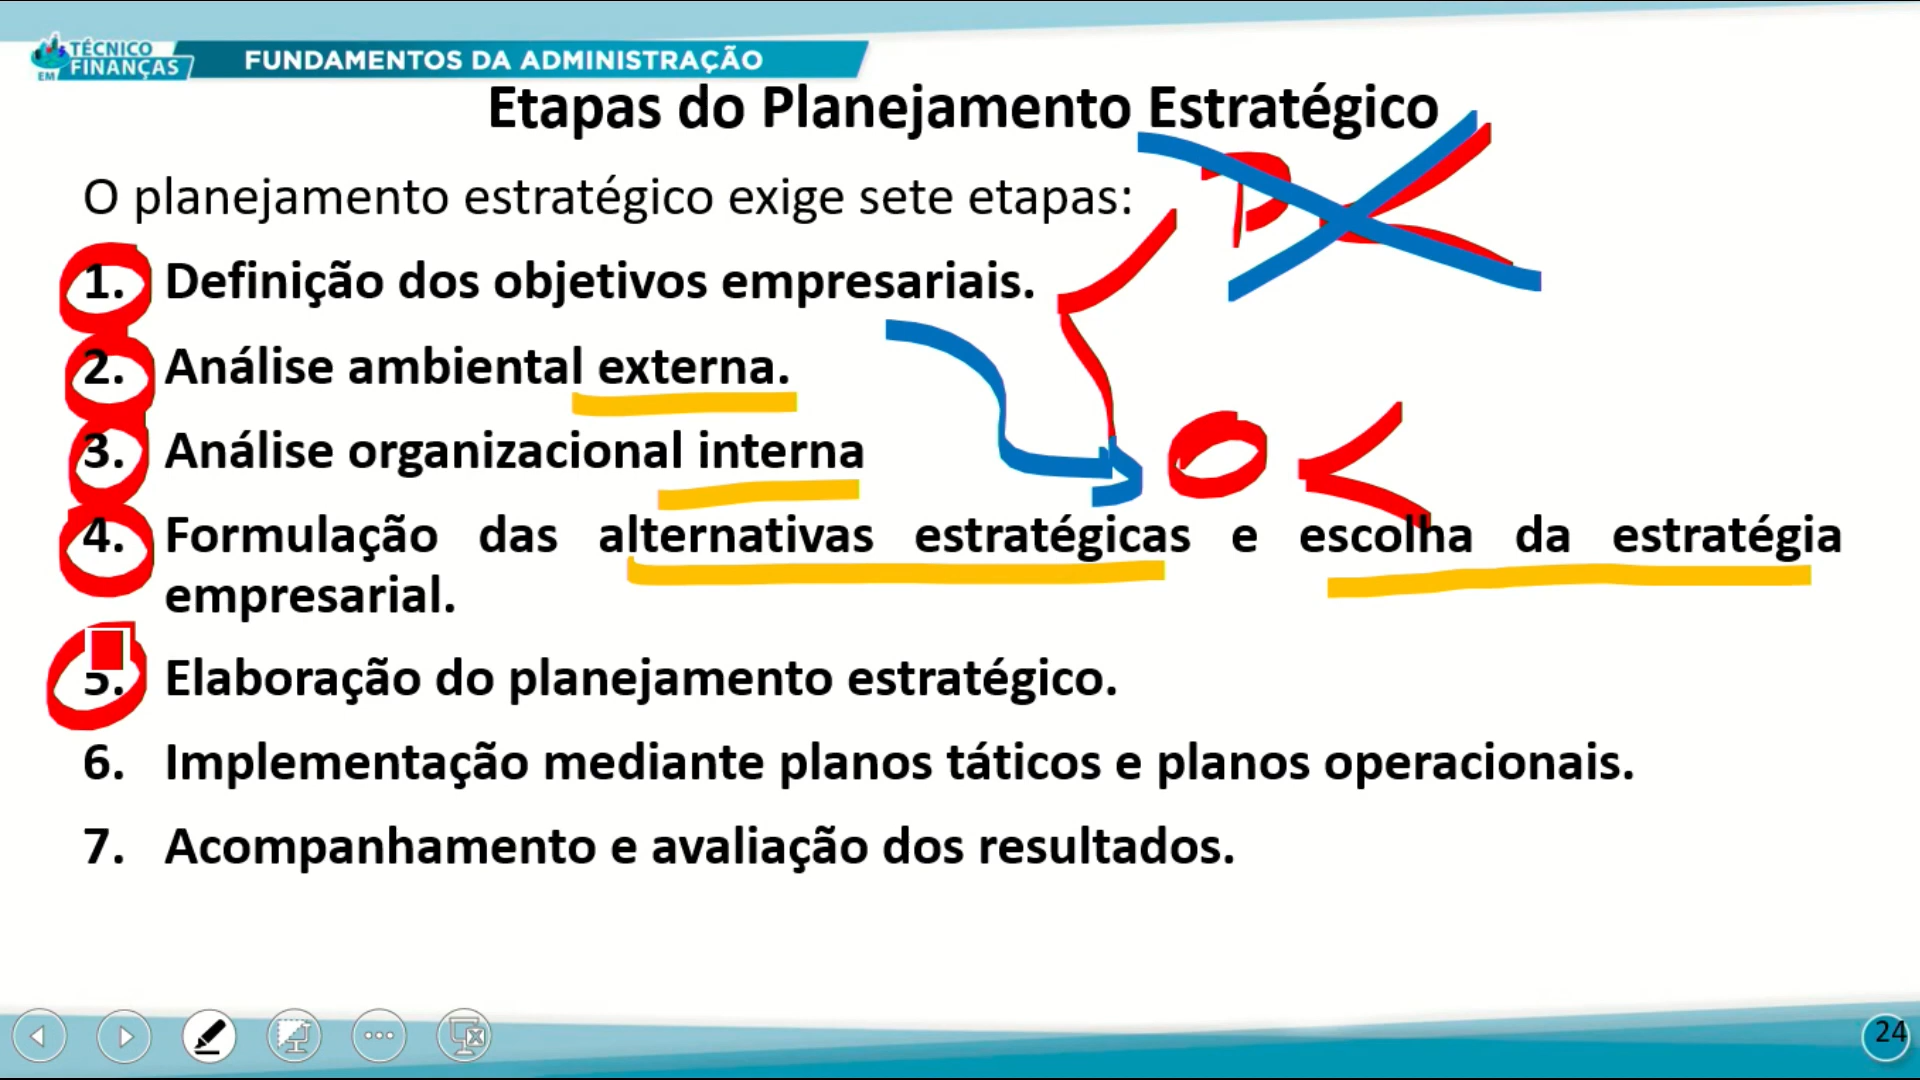 TÉCNICO
EM FINANÇAS
FUNDAMENTOS DA ADMINISTRAÇÃO
Etapas do Planejamento Estratégico
O planejamento estratégico exige sete etapas:
1. Definição dos objetivos empresariais.
2. Análise ambiental externa.
3. Análise organizacional interna
4. Formulação das alternativas estratégicas e escolha da estratégia
empresarial.
5. Elaboração do planejamento estratégico.
6. Implementação mediante planos táticos e planos operacionais.
7. Acompanhamento e avaliação dos resultados.
24